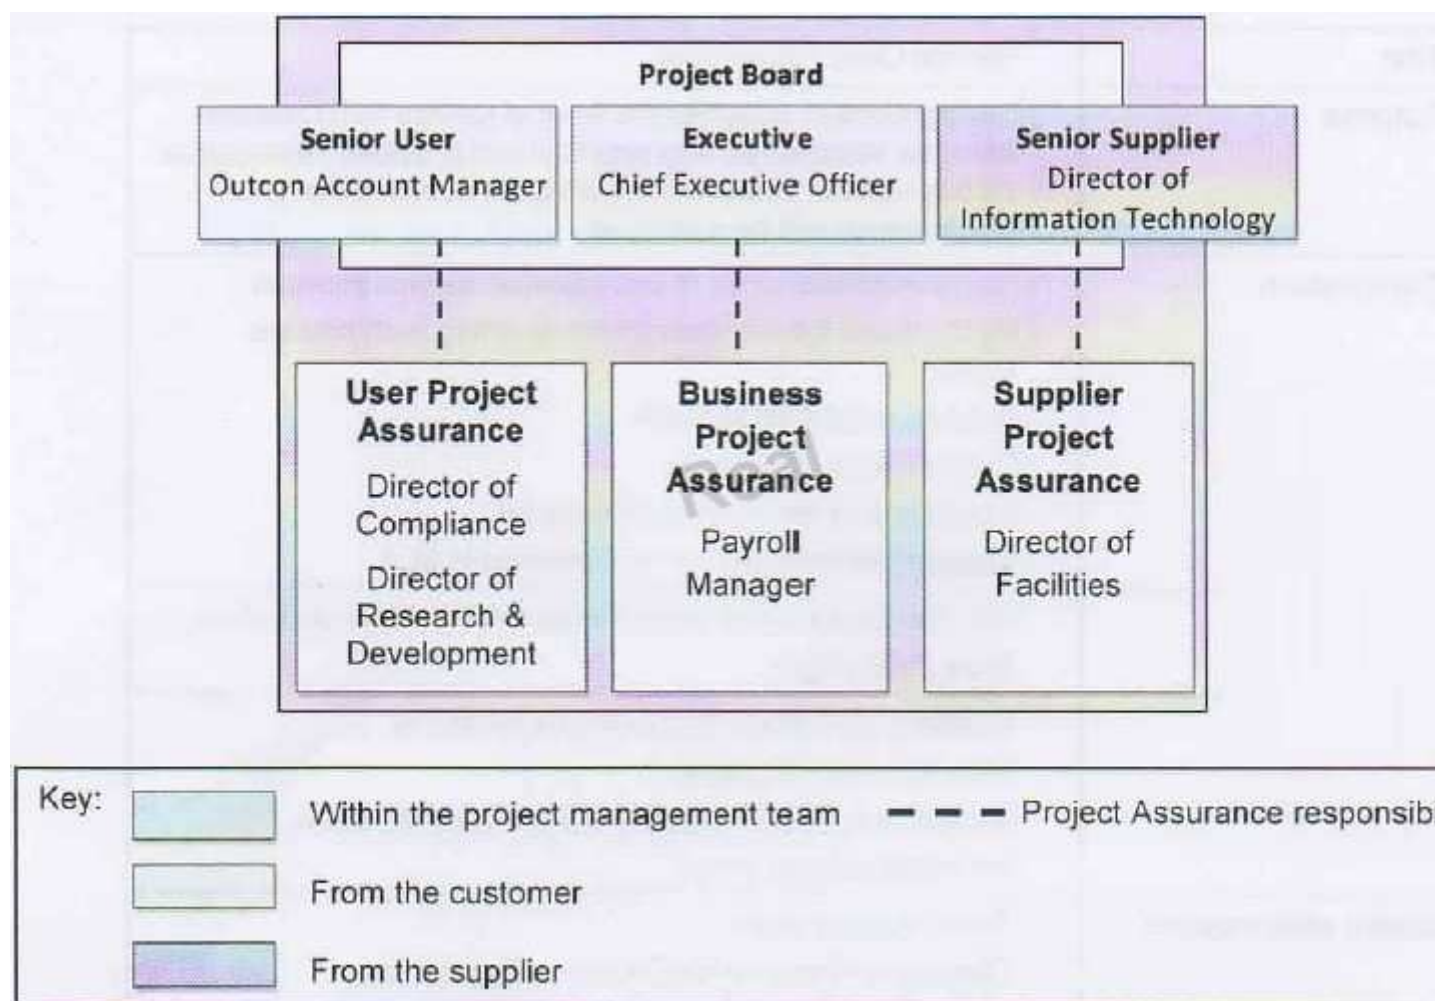 Project Board
Senior User
Outcon Account Manager
Executive
Chief Executive Officer
Senior Supplier
Director of
Information Technology
User Project
Assurance
Director of
Compliance
Director of
Research &
Development
Business
Project
Assurance
Real
Payroll
Manager
Supplier
Project
Assurance
Director of
Facilities
Key:
Within the project management team
Project Assurance responsib
From the customer
From the supplier